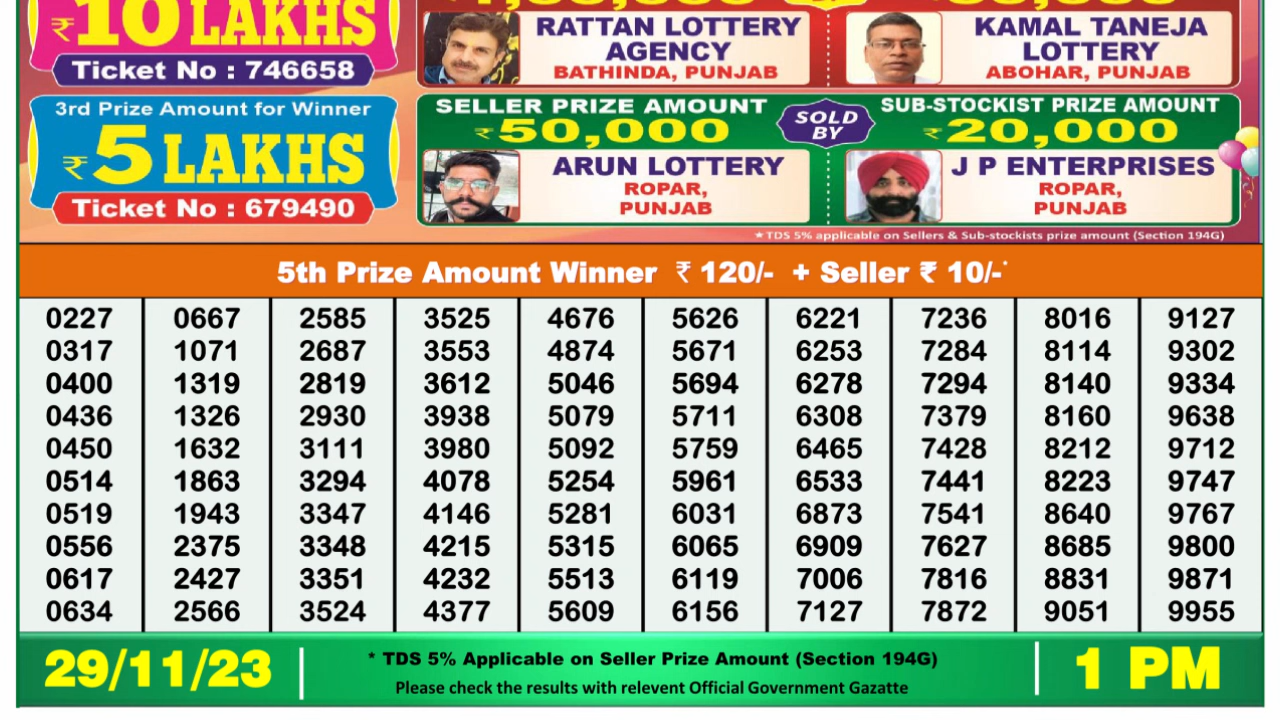 ₹10 LAKHS
Ticket No : 746658
RATTAN LOTTERY
AGENCY
BATHINDA, PUNJAB
KAMAL TANEJA
LOTTERY
ABOHAR, PUNJAB
3rd Prize Amount for Winner
₹5 LAKHS
Ticket No : 679490
SELLER PRIZE AMOUNT
₹50,000
SOLD
BY
SUB-STOCKIST PRIZE AMOUNT
₹20,000
ARUN LOTTERY
ROPAR,
PUNJAB
J P ENTERPRISES
ROPAR,
PUNJAB
★TDS 5% applicable on Sellers & Sub-stockists prize amount (Section 194G)
5th Prize Amount Winner ₹ 120/- + Seller ₹ 10/-*
0227 0667 2585 3525 4676 5626 6221 7236 8016 9127
0317 1071 2687 3553 4874 5671 6253 7284 8114 9302
0400 1319 2819 3612 5046 5694 6278 7294 8140 9334
0436 1326 2930 3938 5079 5711 6308 7379 8160 9638
0450 1632 3111 3980 5092 5759 6465 7428 8212 9712
0514 1863 3294 4078 5254 5961 6533 7441 8223 9747
0519 1943 3347 4146 5281 6031 6873 7541 8640 9767
0556 2375 3348 4215 5315 6065 6909 7627 8685 9800
0617 2427 3351 4232 5513 6119 7006 7816 8831 9871
0634 2566 3524 4377 5609 6156 7127 7872 9051 9955
29/11/23
* TDS 5% Applicable on Seller Prize Amount (Section 194G)
Please check the results with relevent Official Government Gazatte
1 PM